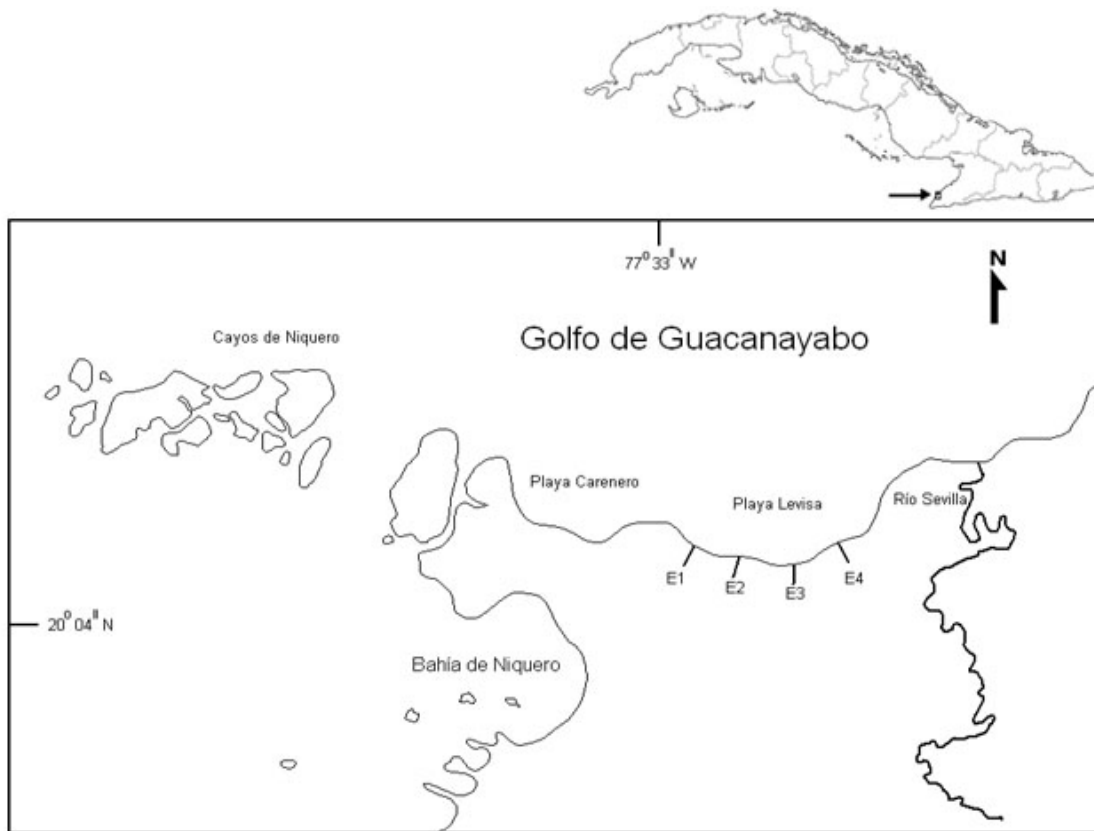 77° 33" W
N
Cayos de Niquero
Golfo de Guacanayabo
Playa Carenero
Playa Levisa
Río Sevilla
E1
E2
E3
E4
20° 04" N
Bahía de Niquero